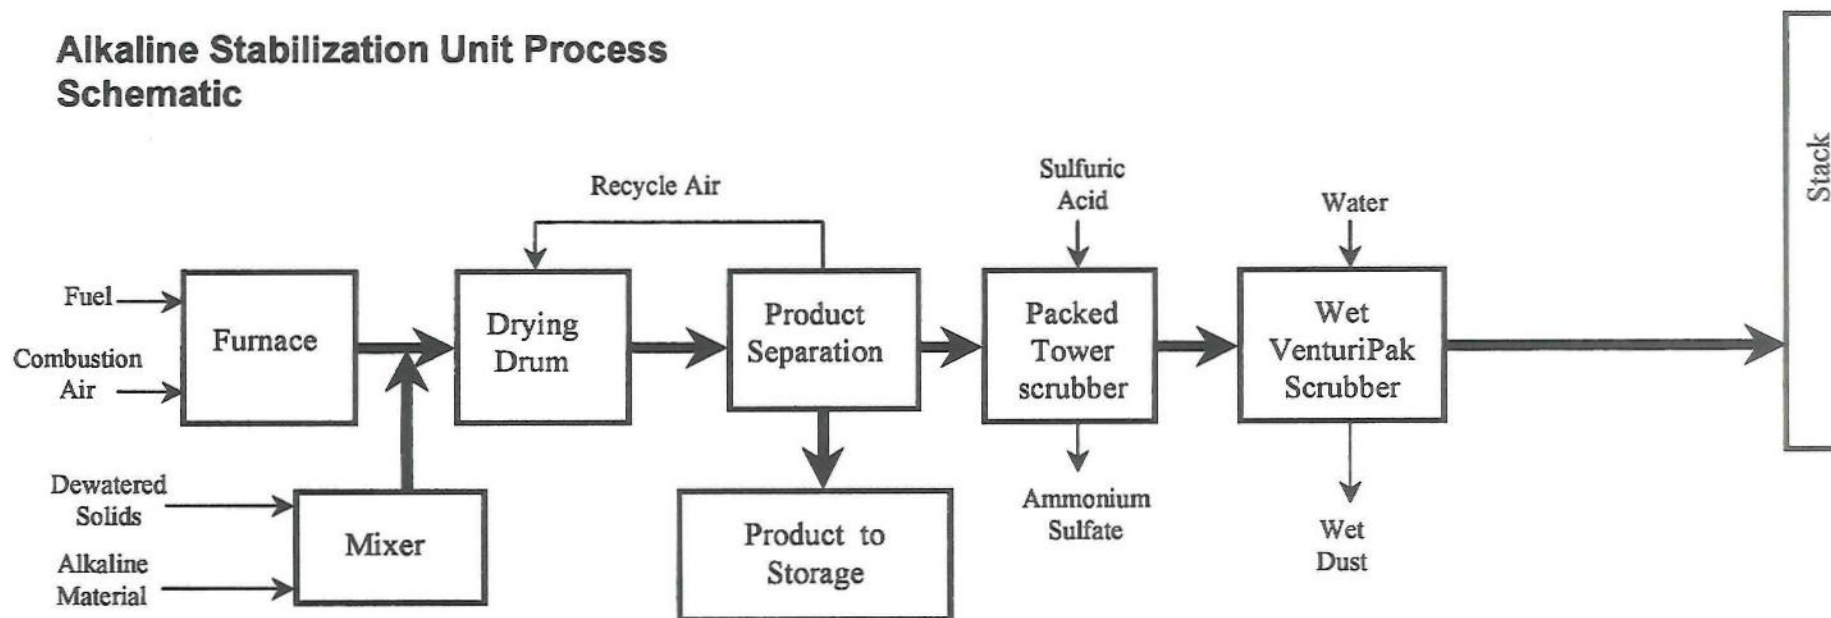 Alkaline Stabilization Unit Process
Schematic
Stack
Recycle Air
Sulfuric
Acid
Water
Fuel
Combustion
Air
Furnace
Drying
Drum
Product
Separation
Packed
Tower
scrubber
Wet
VenturiPak
Scrubber
Dewatered
Solids
Alkaline
Material
Mixer
Product to
Storage
Ammonium
Sulfate
Wet
Dust